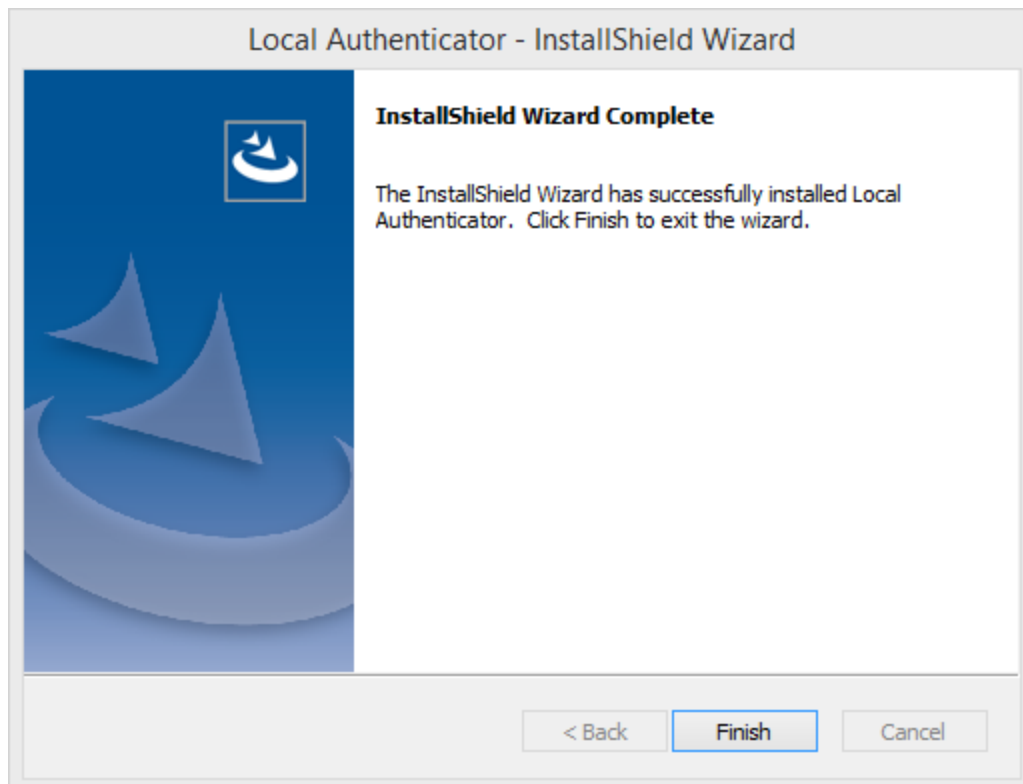 Local Authenticator - InstallShield Wizard
InstallShield Wizard Complete
The InstallShield Wizard has successfully installed Local
Authenticator.  Click Finish to exit the wizard.
< Back
Finish
Cancel